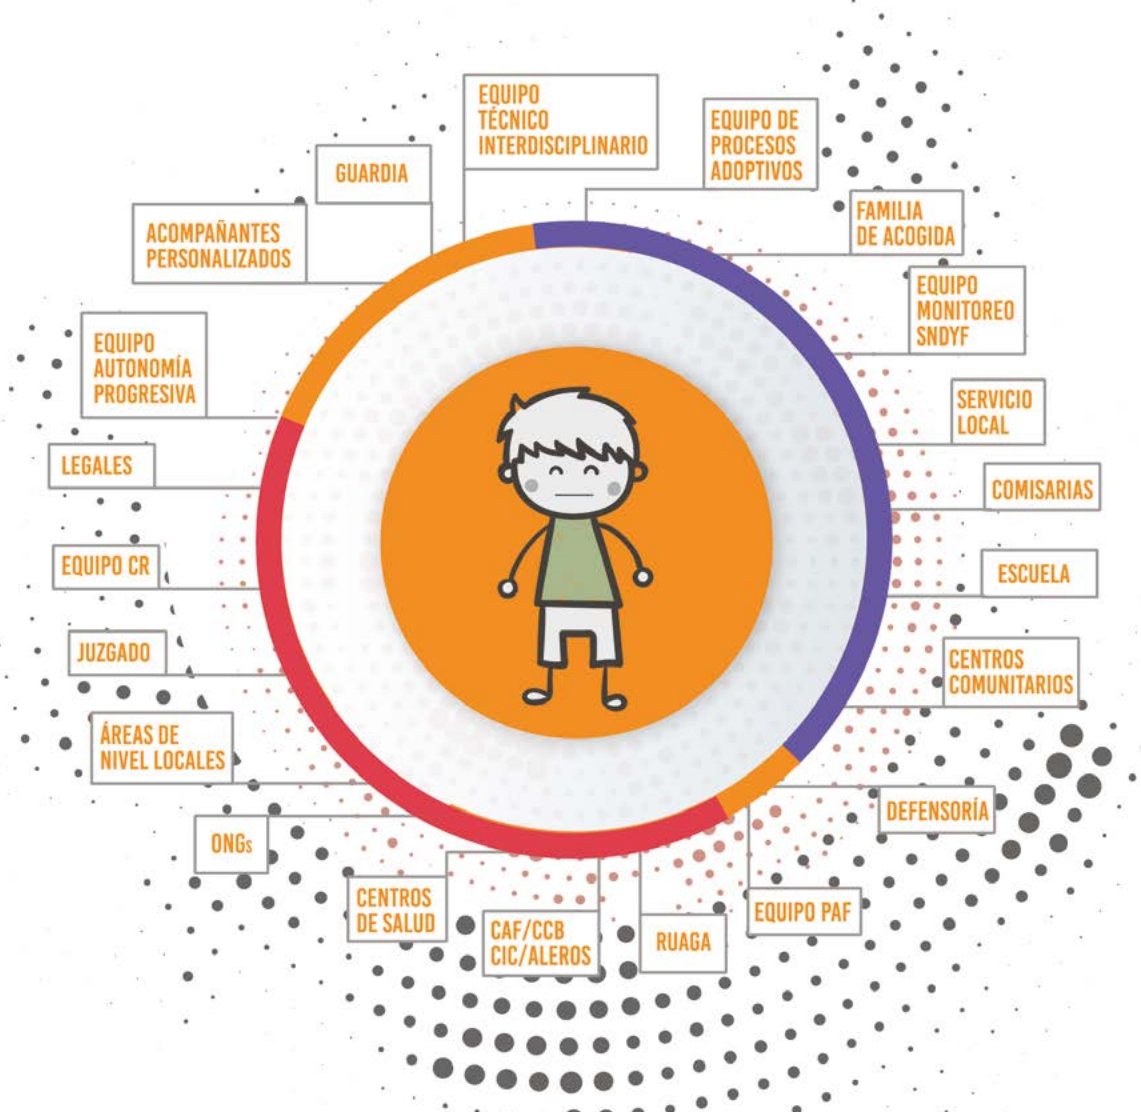 EQUIPO
TÉCNICO
INTERDISCIPLINARIO
EQUIPO DE
PROCESOS
ADOPTIVOS
FAMILIA
DE ACOGIDA
EQUIPO
MONITOREO
SNDYF
SERVICIO
LOCAL
COMISARIAS
ESCUELA
CENTROS
COMUNITARIOS
DEFENSORÍA
EQUIPO PAF
RUAGA
CAF/CCB
CIC/ALEROS
CENTROS
DE SALUD
ONGs
ÁREAS DE
NIVEL LOCALES
JUZGADO
EQUIPO CR
LEGALES
EQUIPO
AUTONOMÍA
PROGRESIVA
ACOMPAÑANTES
PERSONALIZADOS
GUARDIA